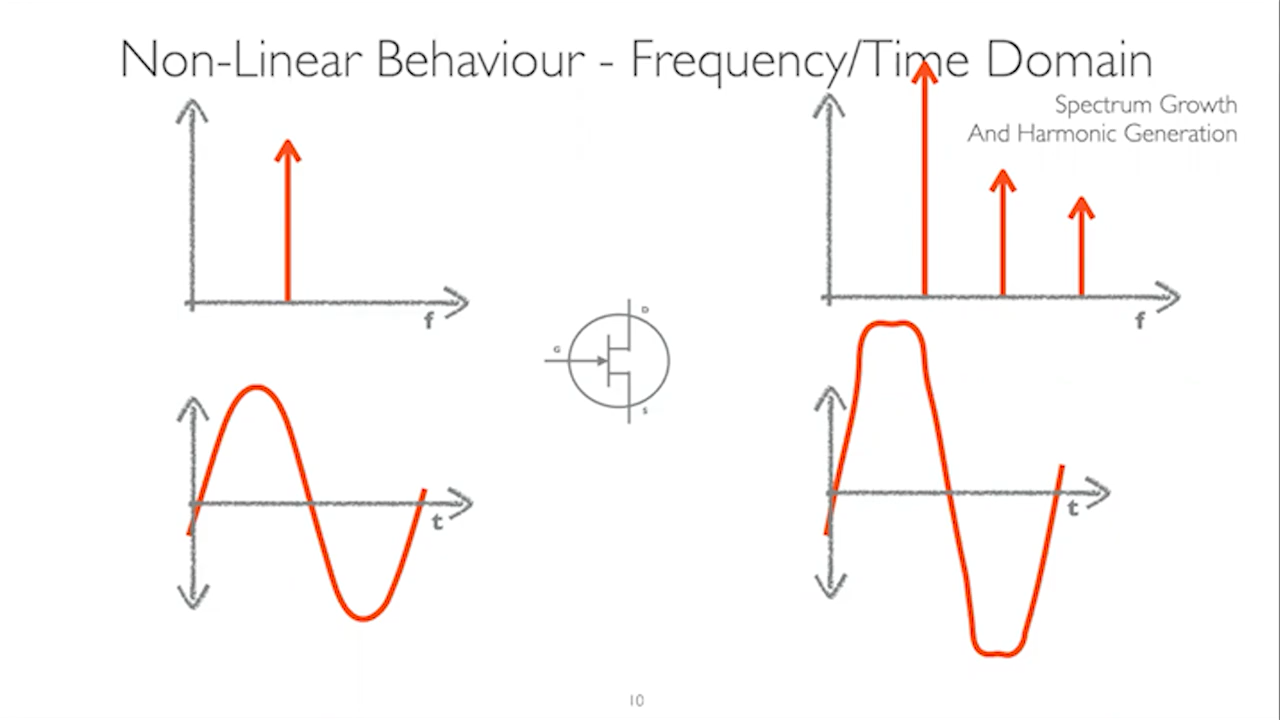 Non-Linear Behaviour - Frequency/Time Domain
Spectrum Growth
And Harmonic Generation
f
f
D
G
S
t
t
10